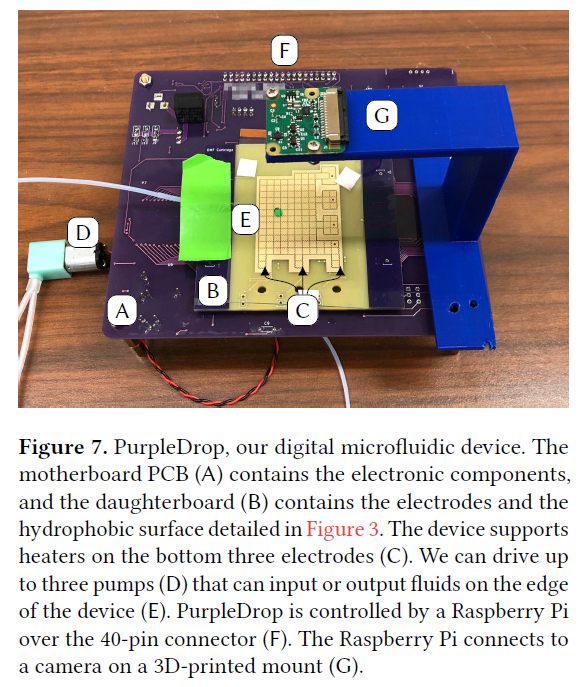 F
G
D
E
B
A
C
Figure 7. PurpleDrop, our digital microfluidic device. The
motherboard PCB (A) contains the electronic components,
and the daughterboard (B) contains the electrodes and the
hydrophobic surface detailed in Figure 3. The device supports
heaters on the bottom three electrodes (C). We can drive up
to three pumps (D) that can input or output fluids on the edge
of the device (E). PurpleDrop is controlled by a Raspberry Pi
over the 40-pin connector (F). The Raspberry Pi connects to
a camera on a 3D-printed mount (G).